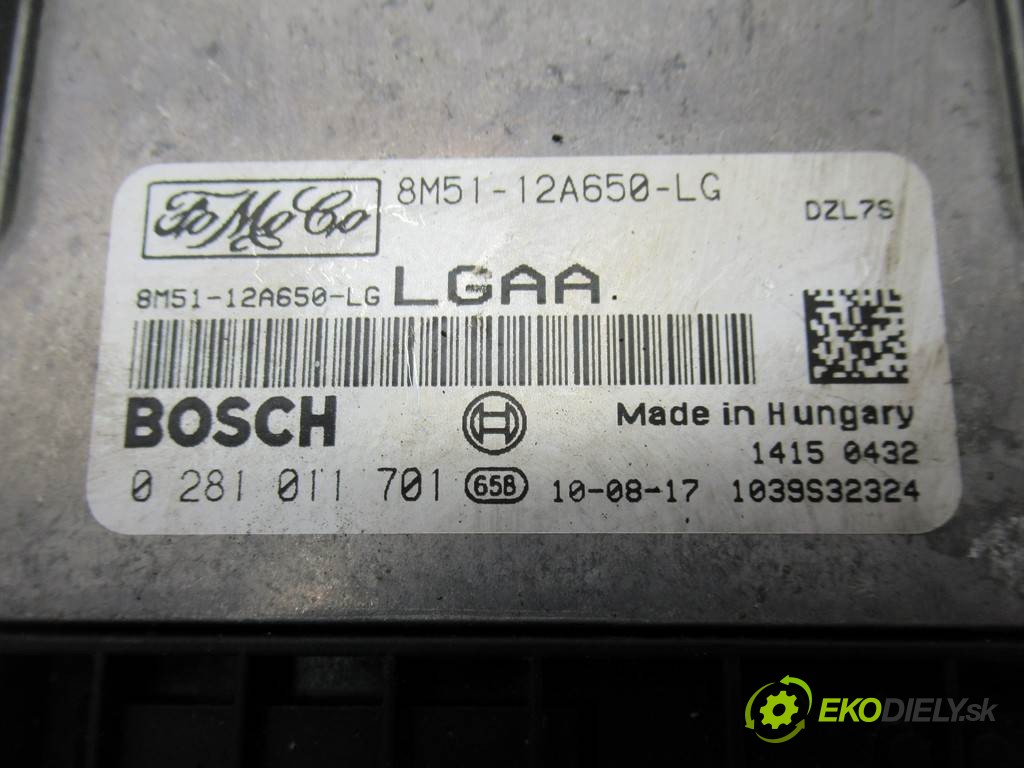 FoMoCo
8M51-12A650-LG
DZL7S
8M51-12A650-LG LGAA
BOSCH
H
Made in Hungary
1415 0432
0 281 011 701 65B 10-08-17 1039S32324
EKODIELY.sk